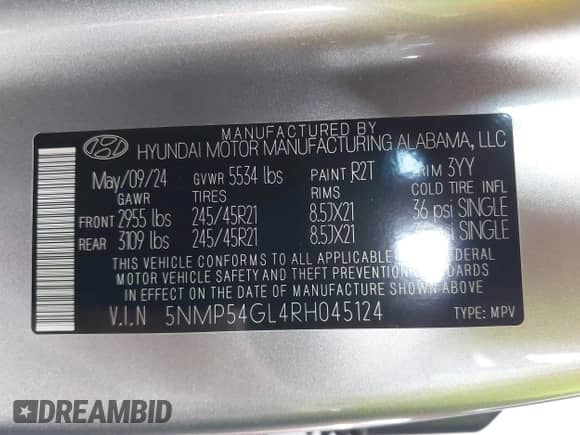 MANUFACTURED BY
HYUNDAI MOTOR MANUFACTURING ALABAMA, LLC
May/09/24 GVWR 5534 lbs PAINT R2T TRIM 3YY
GAWR TIRES RIMS COLD TIRE INFL
FRONT 2955 lbs 245/45R21 8.5JX21 36 psi SINGLE
REAR 3109 lbs 245/45R21 8.5JX21 psi SINGLE
THIS VEHICLE CONFORMS TO ALL APPLICABLE
MOTOR VEHICLE SAFETY AND THEFT PREVENTION STANDARDS
IN EFFECT ON THE DATE OF MANUFACTURE SHOWN ABOVE
V.I.N 5NMP54GL4RH045124 TYPE: MPV
DREAMBID